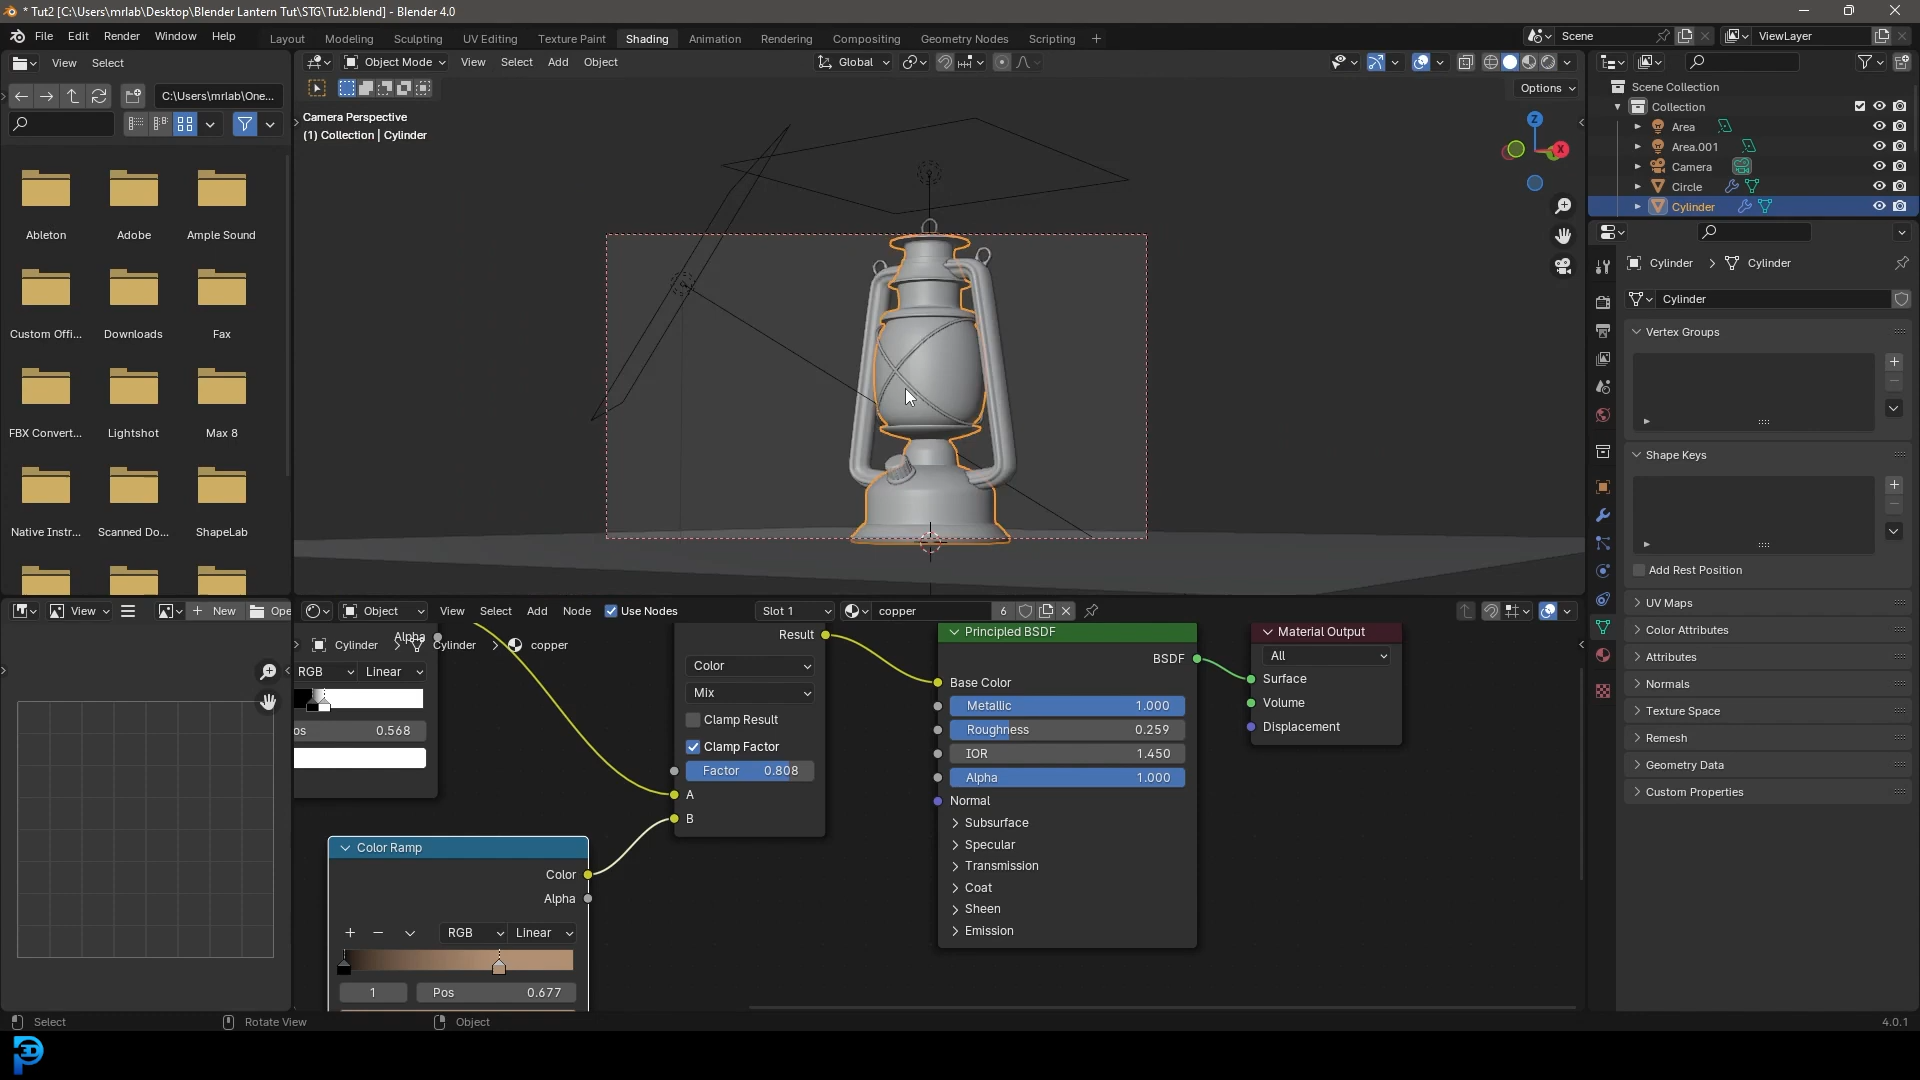 * Tut2 [C:\Users\mrlab\Desktop\Blender Lantern Tut\STG\Tut2.blend] - Blender 4.0
File Edit Render Window Help
Layout Modeling Sculpting UV Editing Texture Paint Shading Animation Rendering Compositing Geometry Nodes Scripting
Scene
ViewLayer
View Select
Object Mode View Select Add Object
Global
C:\Users\mrlab\One...
Options
Scene Collection
Collection
Area
Area.001
Camera
Circle
Cylinder
Camera Perspective
(1) Collection | Cylinder
Z
X
Ableton Adobe Ample Sound
Custom Offi... Downloads Fax
FBX Convert... Lightshot Max 8
Native Instr... Scanned Do... ShapeLab
Cylinder Cylinder
Cylinder
Vertex Groups
Shape Keys
Add Rest Position
UV Maps
Color Attributes
Attributes
Normals
Texture Space
Remesh
Geometry Data
Custom Properties
View New Ope
Object View Select Add Node Use Nodes Slot 1 copper 6
Alpha
Cylinder Cylinder copper
RGB Linear
os 0.568
Result
Color
Mix
Clamp Result
Clamp Factor
Factor 0.808
A
B
Principled BSDF
BSDF
Base Color
Metallic 1.000
Roughness 0.259
IOR 1.450
Alpha 1.000
Normal
Subsurface
Specular
Transmission
Coat
Sheen
Emission
Material Output
All
Surface
Volume
Displacement
Color Ramp
Color
Alpha
RGB Linear
1 Pos 0.677
Select Rotate View Object 4.0.1